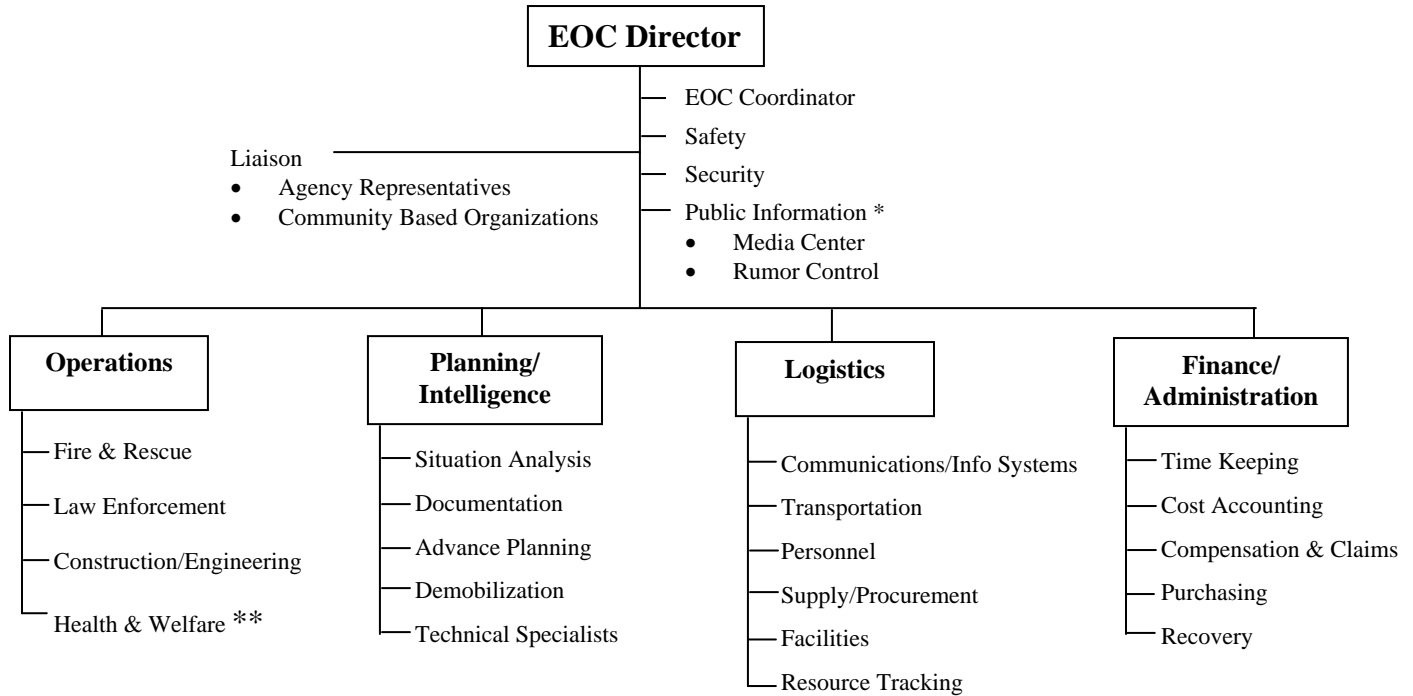 EOC Director
EOC Coordinator
Safety
Security
Public Information *
• Media Center
• Rumor Control
Liaison
• Agency Representatives
• Community Based Organizations
Operations
Fire & Rescue
Law Enforcement
Construction/Engineering
Health & Welfare **
Planning/
Intelligence
Situation Analysis
Documentation
Advance Planning
Demobilization
Technical Specialists
Logistics
Communications/Info Systems
Transportation
Personnel
Supply/Procurement
Facilities
Resource Tracking
Finance/
Administration
Time Keeping
Cost Accounting
Compensation & Claims
Purchasing
Recovery